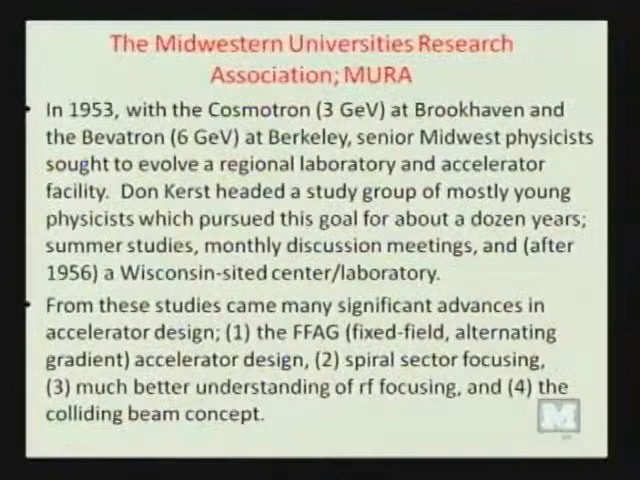 The Midwestern Universities Research
Association; MURA
In 1953, with the Cosmotron (3 GeV) at Brookhaven and
the Bevatron (6 GeV) at Berkeley, senior Midwest physicists
sought to evolve a regional laboratory and accelerator
facility. Don Kerst headed a study group of mostly young
physicists which pursued this goal for about a dozen years;
summer studies, monthly discussion meetings, and (after
1956) a Wisconsin-sited center/laboratory.
From these studies came many significant advances in
accelerator design; (1) the FFAG (fixed-field, alternating
gradient) accelerator design, (2) spiral sector focusing,
(3) much better understanding of rf focusing, and (4) the
colliding beam concept.
M